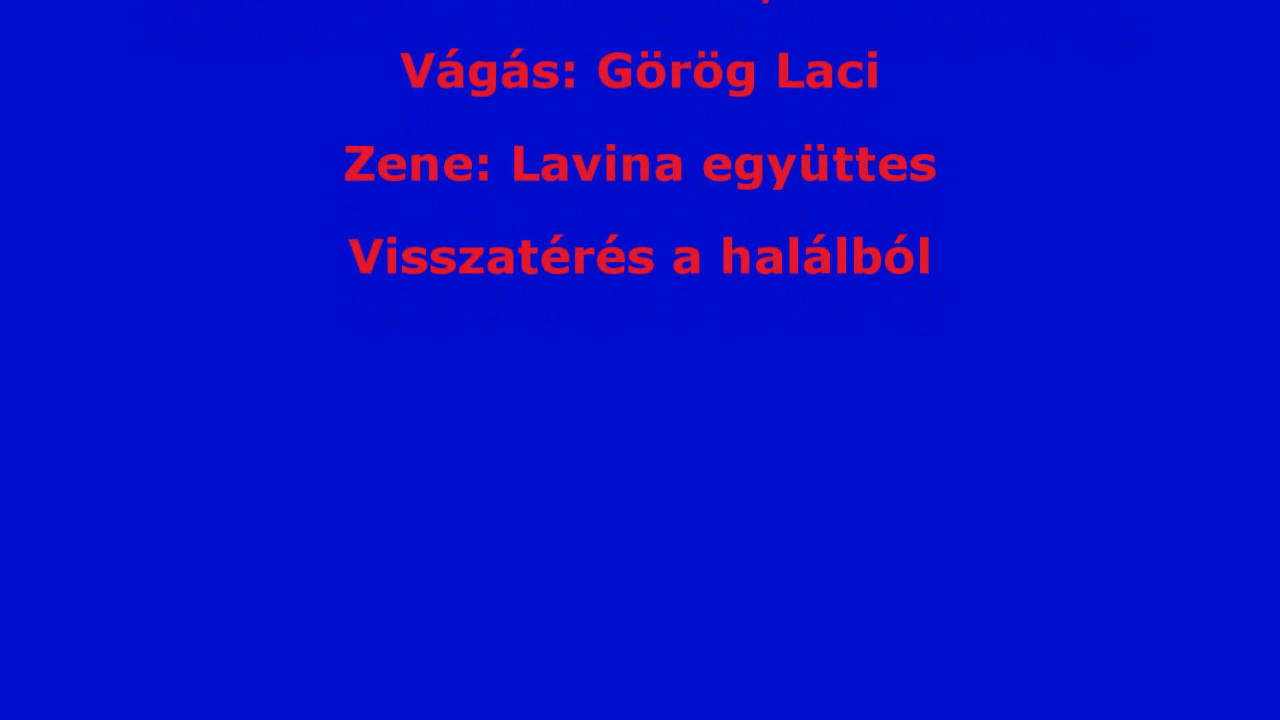 Vágás: Görög Laci
Zene: Lavina együttes
Visszatérés a halálból